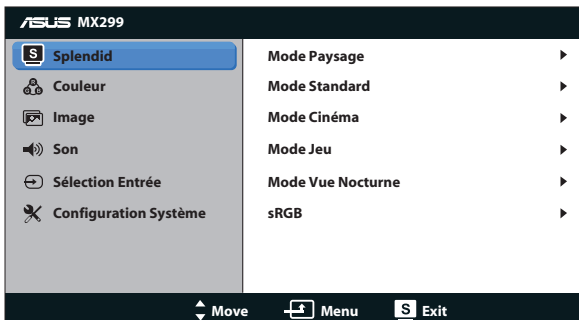 ASUS MX299
S Splendid
Couleur
Image
Son
Sélection Entrée
Configuration Système
Mode Paysage
Mode Standard
Mode Cinéma
Mode Jeu
Mode Vue Nocturne
sRGB
Move Menu S Exit